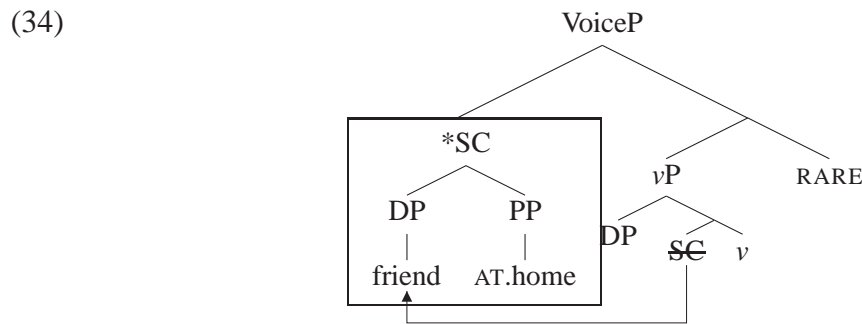 (34) VoiceP
*SC
vP RARE
DP PP
DP SC v
friend AT.home